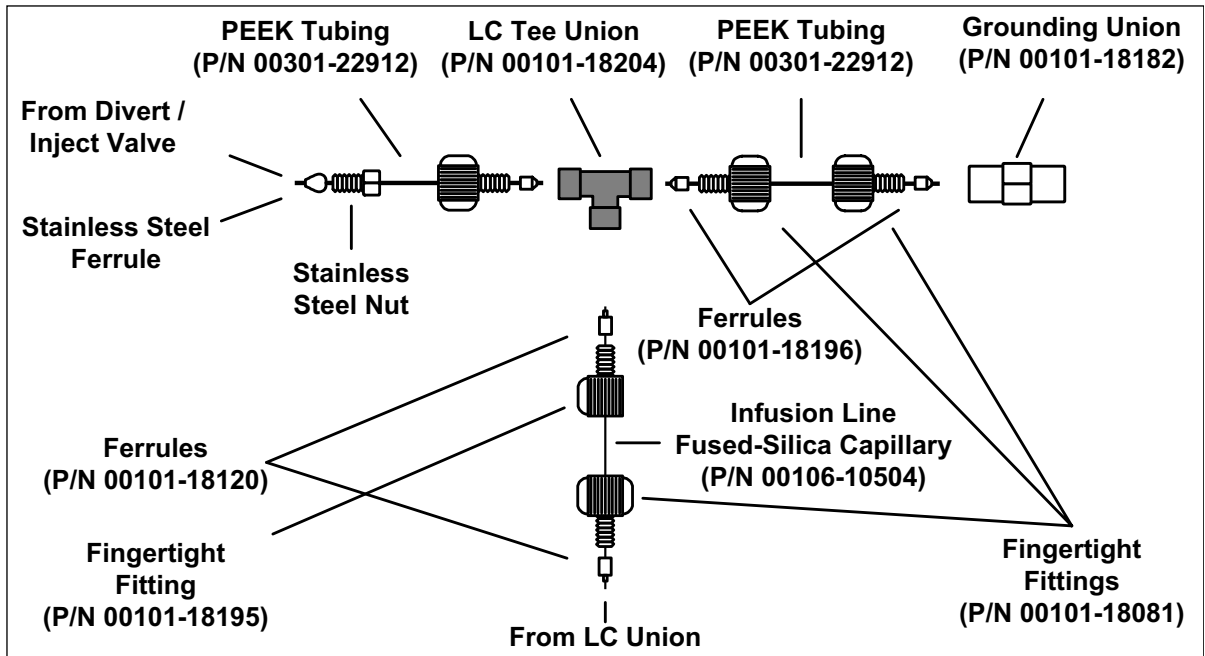 PEEK Tubing
(P/N 00301-22912)
LC Tee Union
(P/N 00101-18204)
PEEK Tubing
(P/N 00301-22912)
Grounding Union
(P/N 00101-18182)
From Divert /
Inject Valve
Stainless Steel
Ferrule
Stainless
Steel Nut
Ferrules
(P/N 00101-18196)
Infusion Line
Fused-Silica Capillary
(P/N 00106-10504)
Ferrules
(P/N 00101-18120)
Fingertight
Fitting
(P/N 00101-18195)
Fingertight
Fittings
(P/N 00101-18081)
From LC Union